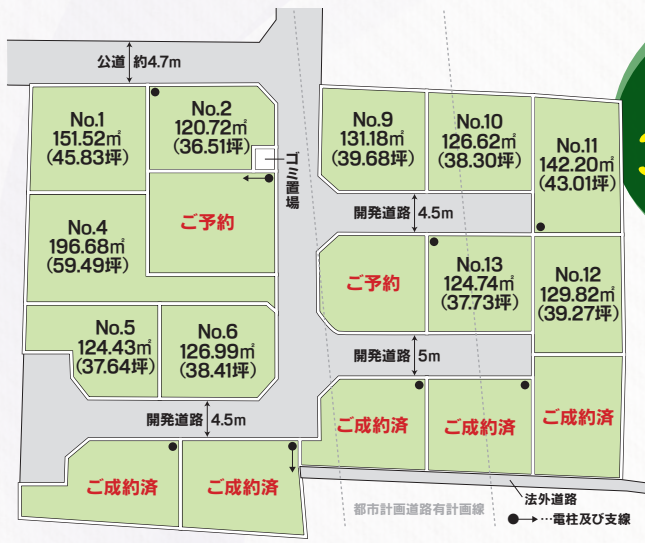 公道 約4.7m
No.1
151.52㎡
(45.83坪)
No.2
120.72㎡
(36.51坪)
ゴミ置場
No.4
196.68㎡
(59.49坪)
ご予約
No.5
124.43㎡
(37.64坪)
No.6
126.99㎡
(38.41坪)
開発道路 4.5m
ご成約済
ご成約済
No.9
131.18㎡
(39.68坪)
No.10
126.62㎡
(38.30坪)
No.11
142.20㎡
(43.01坪)
開発道路 4.5m
ご予約
No.13
124.74㎡
(37.73坪)
No.12
129.82㎡
(39.27坪)
開発道路 5m
ご成約済
ご成約済
ご成約済
法外道路
都市計画道路有計画線
…電柱及び支線